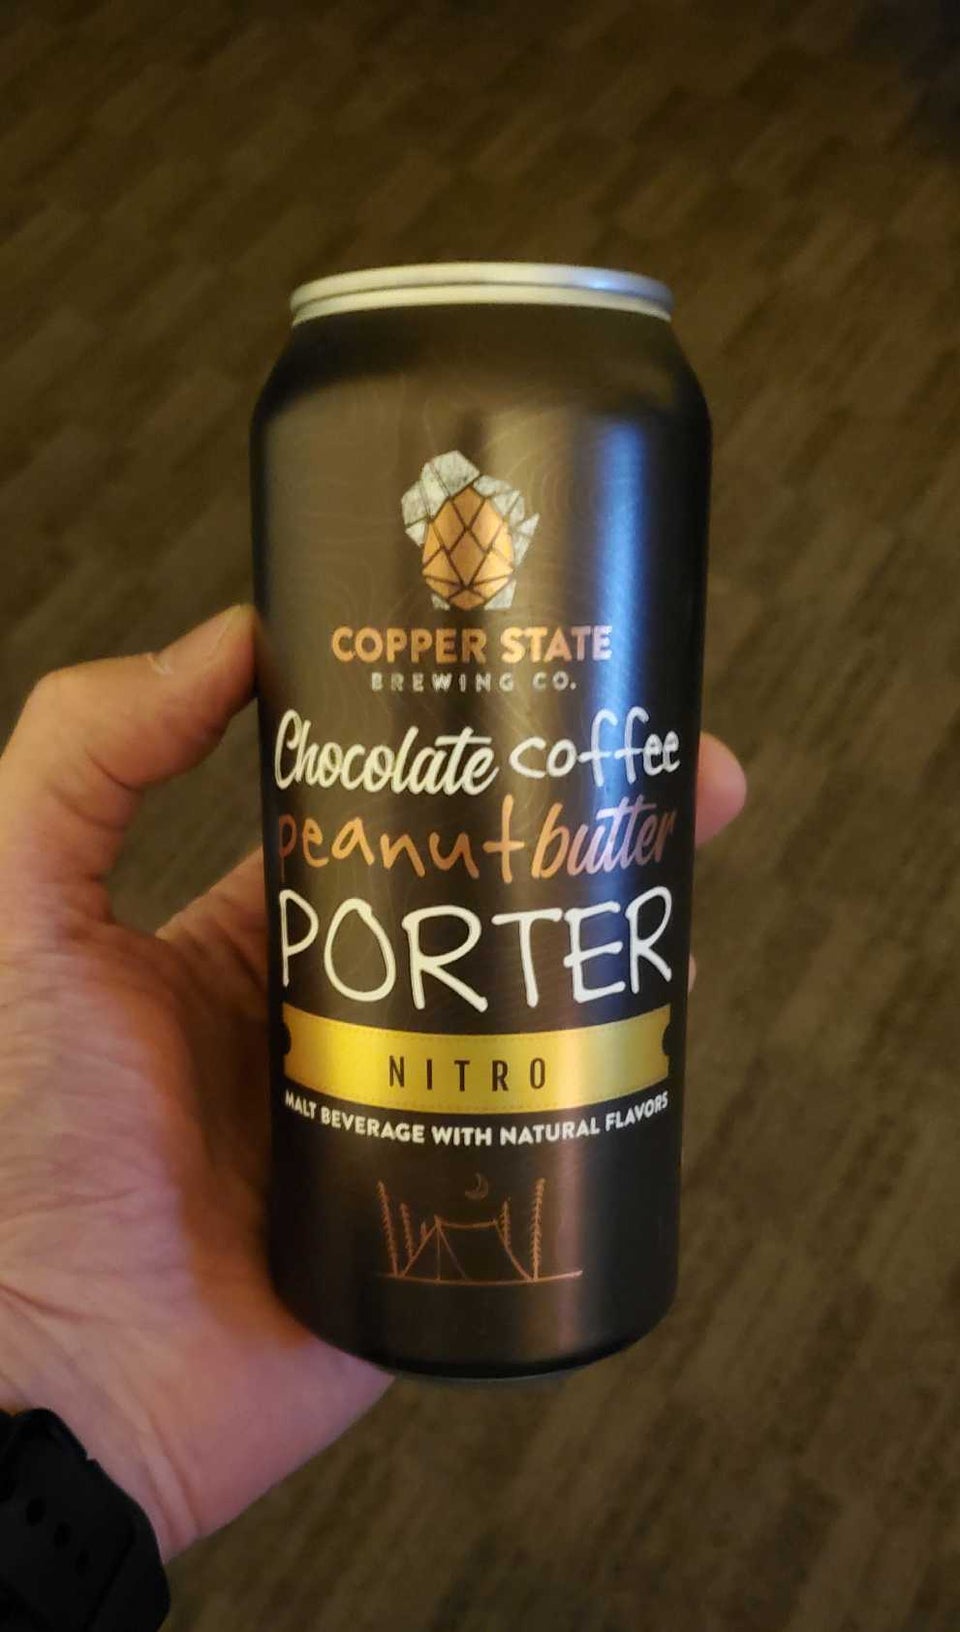 COPPER STATE
BREWING CO.
Chocolate coffee
peanut butter
PORTER
NITRO
MALT BEVERAGE WITH NATURAL FLAVORS